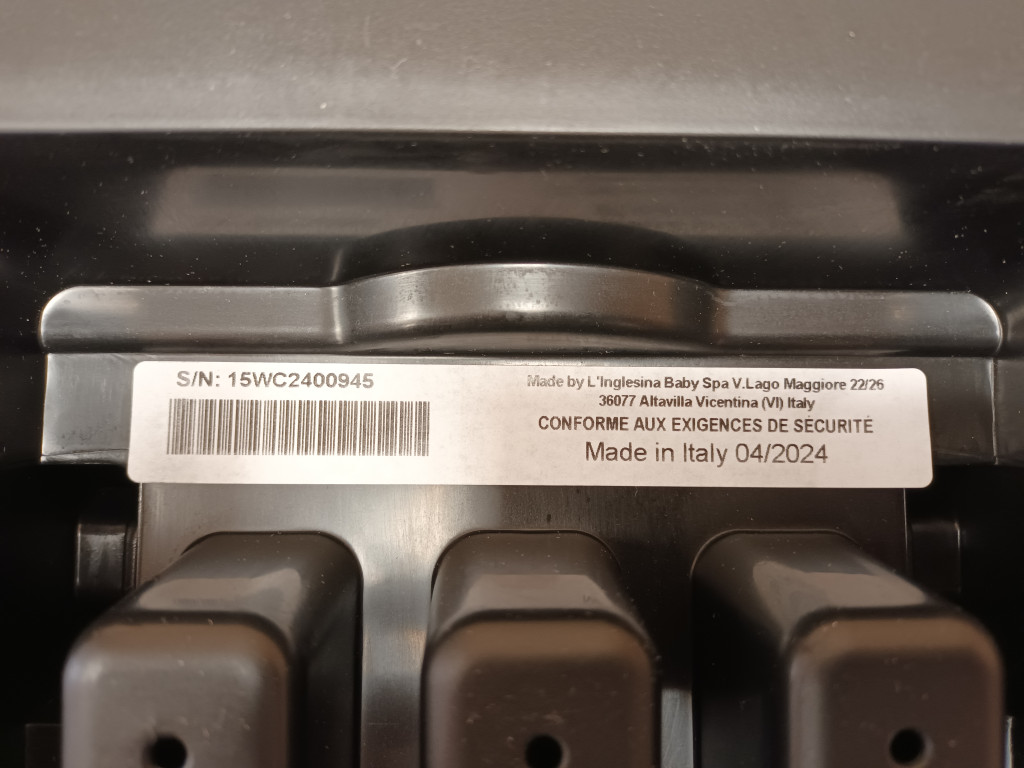 S/N: 15WC2400945
Made by L'Inglesina Baby Spa V.Lago Maggiore 22/26
36077 Altavilla Vicentina (VI) Italy
CONFORME AUX EXIGENCES DE SÉCURITÉ
Made in Italy 04/2024